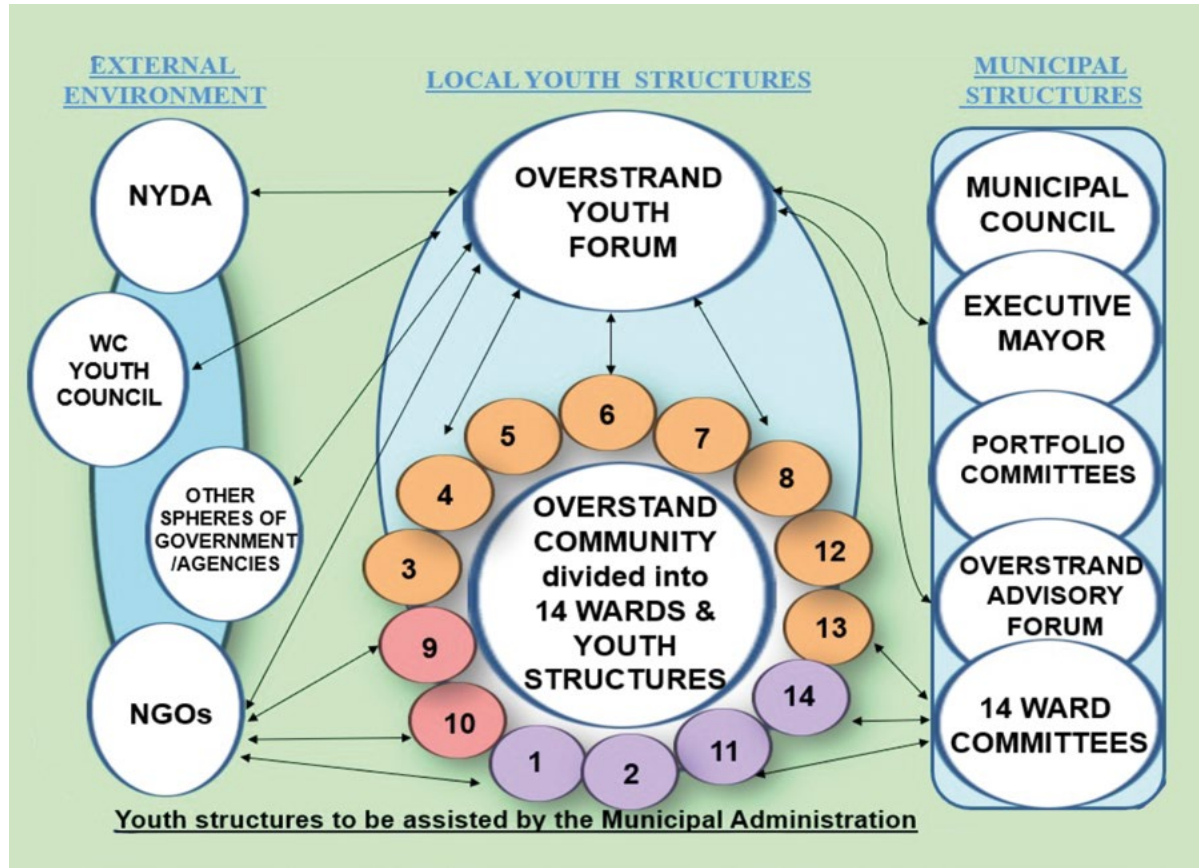 EXTERNAL
ENVIRONMENT
NYDA
WC
YOUTH
COUNCIL
OTHER
SPHERES OF
GOVERNMENT
/AGENCIES
NGOs
LOCAL YOUTH STRUCTURES
OVERSTRAND
YOUTH
FORUM
6
5
7
4
8
3
12
9
13
10
14
1
2
11
OVERSTAND
COMMUNITY
divided into
14 WARDS &
YOUTH
STRUCTURES
MUNICIPAL
STRUCTURES
MUNICIPAL
COUNCIL
EXECUTIVE
MAYOR
PORTFOLIO
COMMITTEES
OVERSTRAND
ADVISORY
FORUM
14 WARD
COMMITTEES
Youth structures to be assisted by the Municipal Administration